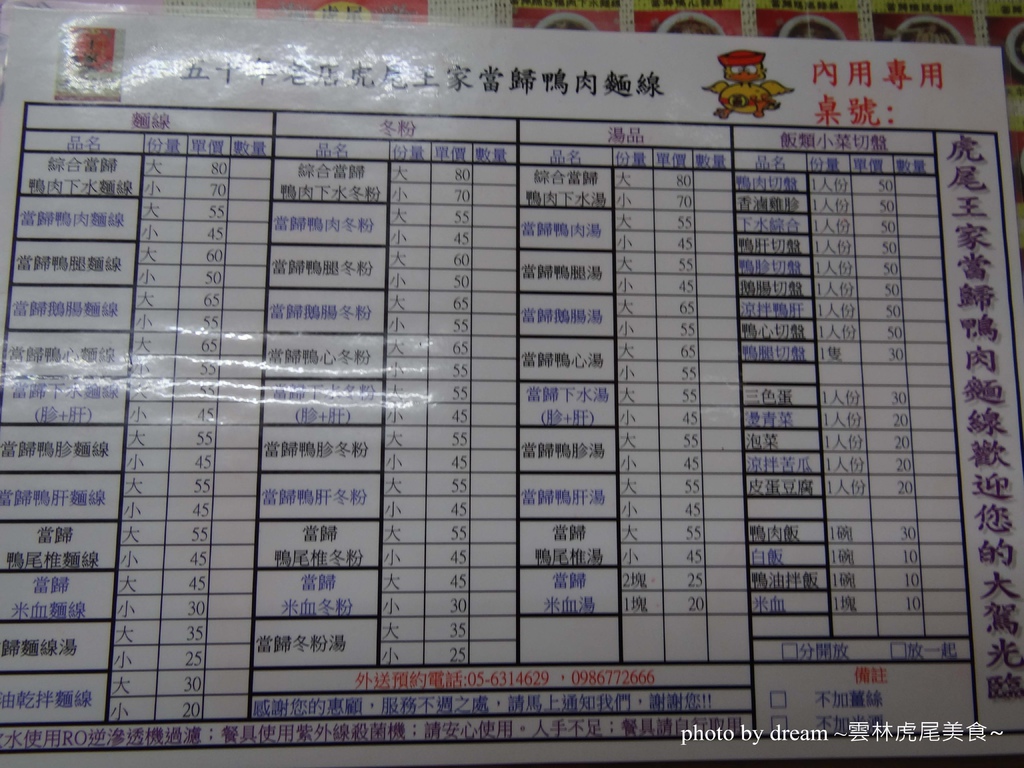 五十年老店虎尾王家當歸鴨肉麵線
內用專用
桌號:
麵線
品名 份量 單價 數量
綜合當歸鴨肉下水麵線 大 80
小 70
當歸鴨肉麵線 大 55
小 45
當歸鴨腿麵線 大 60
小 50
當歸鵝腸麵線 大 65
小 55
當歸鴨心麵線 大 65
小 55
當歸下水麵線(胗+肝) 大 55
小 45
當歸鴨胗麵線 大 55
小 45
當歸鴨肝麵線 大 55
小 45
當歸鴨尾椎麵線 大 55
小 45
當歸米血麵線 大 45
小 30
歸麵線湯 大 35
小 25
油乾拌麵線 大 30
小 20
冬粉
品名 份量 單價 數量
綜合當歸鴨肉下水冬粉 大 80
小 70
當歸鴨肉冬粉 大 55
小 45
當歸鴨腿冬粉 大 60
小 50
當歸鵝腸冬粉 大 65
小 55
當歸鴨心冬粉 大 65
小 55
當歸下水冬粉(胗+肝) 大 55
小 45
當歸鴨胗冬粉 大 55
小 45
當歸鴨肝冬粉 大 55
小 45
當歸鴨尾椎冬粉 大 55
小 45
當歸米血冬粉 大 45
小 30
當歸冬粉湯 大 35
小 25
湯品
品名 份量 單價 數量
綜合當歸鴨肉下水湯 大 80
小 70
當歸鴨肉湯 大 55
小 45
當歸鴨腿湯 大 55
小 45
當歸鵝腸湯 大 65
小 55
當歸鴨心湯 大 65
小 55
當歸下水湯(胗+肝) 大 55
小 45
當歸鴨胗湯 大 55
小 45
當歸鴨肝湯 大 55
小 45
當歸鴨尾椎湯 大 55
小 45
當歸米血湯 2塊 25
1塊 20
飯類小菜切盤
品名 份量 單價 數量
鴨肉切盤 1人份 50
香滷雞胗 1人份 50
下水綜合 1人份 50
鴨肝切盤 1人份 50
鴨胗切盤 1人份 50
鵝腸切盤 1人份 50
涼拌鴨肝 1人份 50
鴨心切盤 1人份 50
鴨腿切盤 1隻 30
三色蛋 1人份 30
燙青菜 1人份 20
泡菜 1人份 20
涼拌苦瓜 1人份 20
皮蛋豆腐 1人份 20
鴨肉飯 1碗 30
白飯 1碗 10
鴨油拌飯 1碗 10
米血 1塊 10
□分開放 □放一起
備註
□ 不加薑絲
虎尾王家當歸鴨肉麵線歡迎您的大駕光臨
外送預約電話:05-6314629 ，0986772666
感謝您的惠顧，服務不週之處，請馬上通知我們，謝謝您!!
水使用RO逆滲透機過濾；餐具使用紫外線殺菌機；請安心使用。人手不足；餐具請自行取用
photo by dream ~雲林虎尾美食~